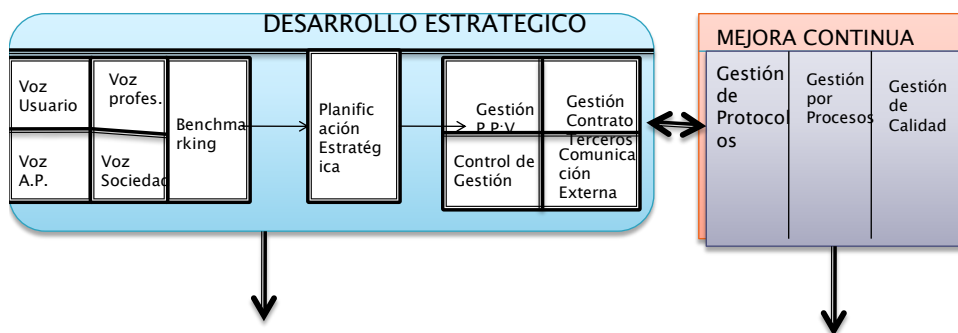 DESARROLLO ESTRATEGICO
Voz
Usuario
Voz
profes.
Voz
A.P.
Voz
Sociedad
Benchma
rking
Planific
ación
Estratég
ica
Gestión
P.P:V.
Gestión
Contrato
Terceros
Control de
Gestión
Comunica
ción
Externa
MEJORA CONTINUA
Gestión
de
Protocol
os
Gestión
por
Procesos
Gestión
de
Calidad